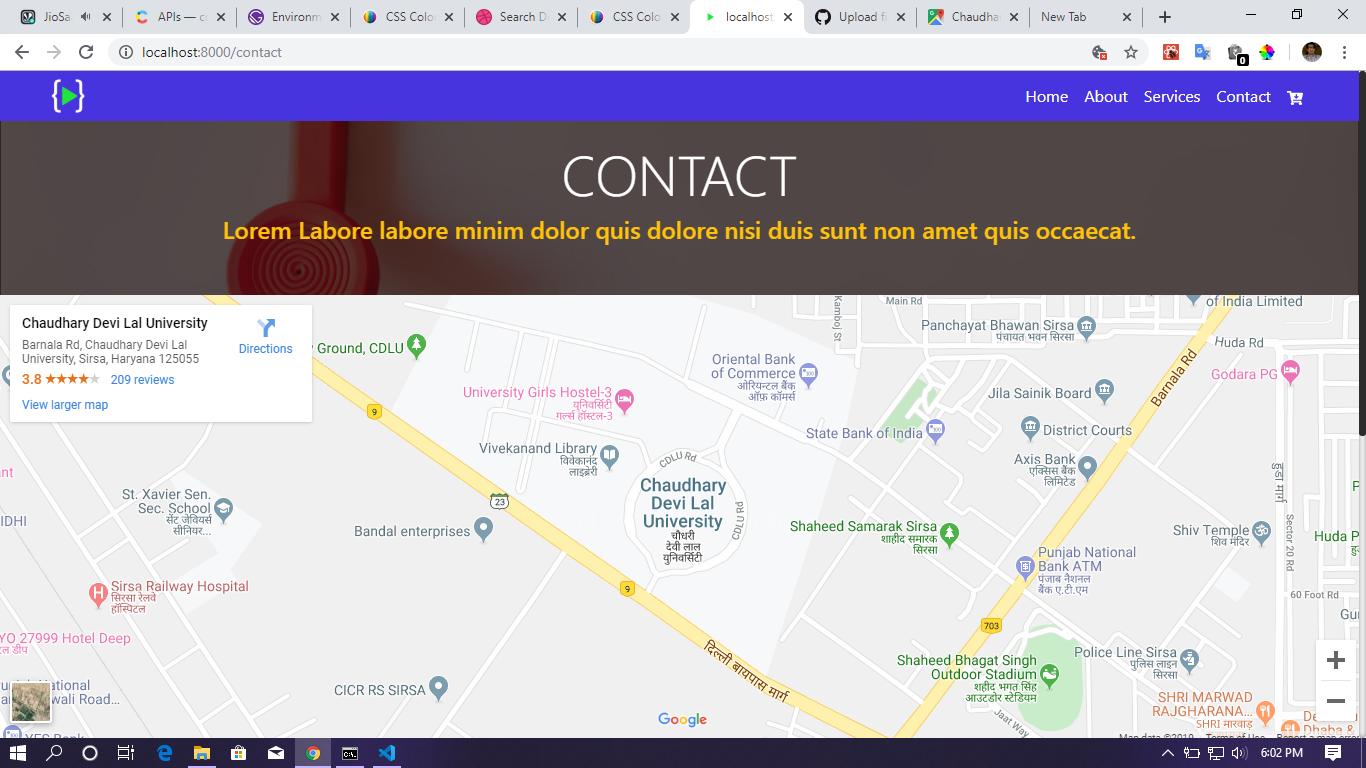 JioSa
APIs — co
Environm
CSS Colo
Search D
CSS Colo
localhost
Upload fi
Chaudha
New Tab
localhost:8000/contact
0
Home About Services Contact
CONTACT
Lorem Labore labore minim dolor quis dolore nisi duis sunt non amet quis occaecat.
Chaudhary Devi Lal University
Barnala Rd, Chaudhary Devi Lal
University, Sirsa, Haryana 125055
3.8
209 reviews
View larger map
Directions
Ground, CDLU
Kamboj St
Main Rd
of India Limited
Panchayat Bhawan Sirsa
पंचायत भवन सिरसा
Huda Rd
Barnala Rd
Godara PG
Oriental Bank
of Commerce
ओरियन्टल बैंक
ऑफ़ कॉमर्स
University Girls Hostel-3
यूनिवर्सिटी
गर्ल्स हॉस्टल-3
Jila Sainik Board
9
State Bank of India
District Courts
Vivekanand Library
विवेकानंद
लाइब्रेरी
CDLU Rd
Axis Bank
एक्सिस बैंक
लिमिटेड
हुडा मार्ग
ant
Chaudhary
Devi Lal
University
चौधरी
देवी लाल
यूनिवर्सिटी
CDLU Rd
St. Xavier Sen.
Sec. School
सेंट जेवियर्स
सीनियर...
23
IDHI
Bandal enterprises
Shaheed Samarak Sirsa
शाहीद समारक
सिरसा
Shiv Temple
शिव मंदिर
Sector 20 Rd
Huda P
Punjab National
Bank ATM
पंजाब नैशनल
बैंक ए.टी.एम
Sirsa Railway Hospital
सिरसा रेलवे
हॉस्पिटल
9
60 Foot Rd
Gur
703
YO 27999 Hotel Deep
टल डीप
दिल्ली बायपास मार्ग
Police Line Sirsa
पुलिस लाइन
सिरसा
Shaheed Bhagat Singh
Outdoor Stadium
शहीद भगत सिंह
आउटडोर स्टेडियम
National
wali Road...
CICR RS SIRSA
SHRI MARWAD
RAJGHARANA...
SHRI मारवाड़
Jaat Way
Google
YES Bank
Dhaba &
Map data ©2019
Terms of Use
Report a map error
6:02 PM